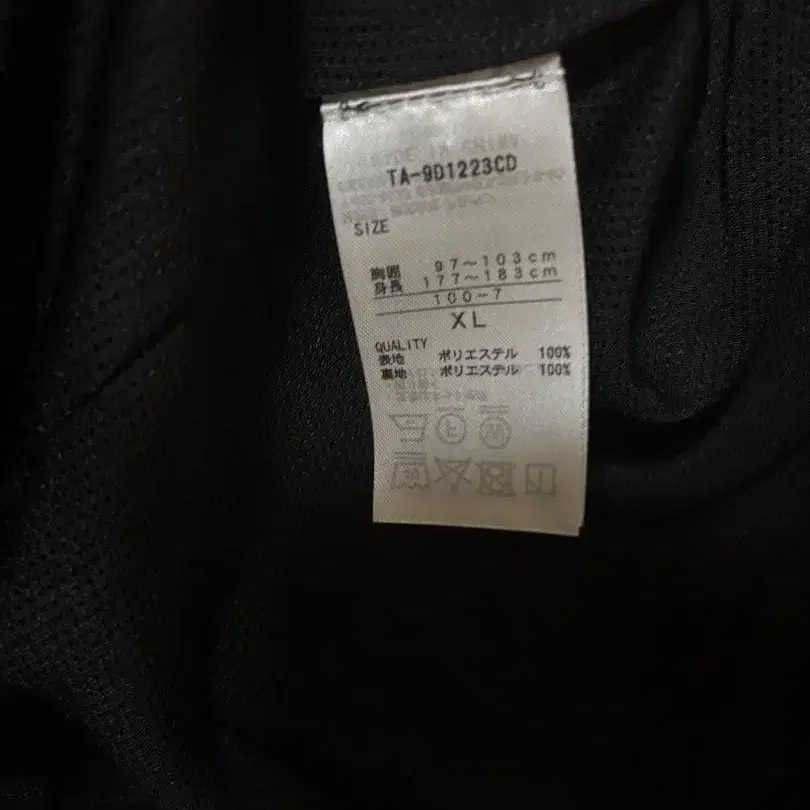 TA-9D1223CD
SIZE
胸囲 97～103cm
身長 177～183cm
100-7
XL
QUALITY
表地 ポリエステル 100%
裏地 ポリエステル 100%